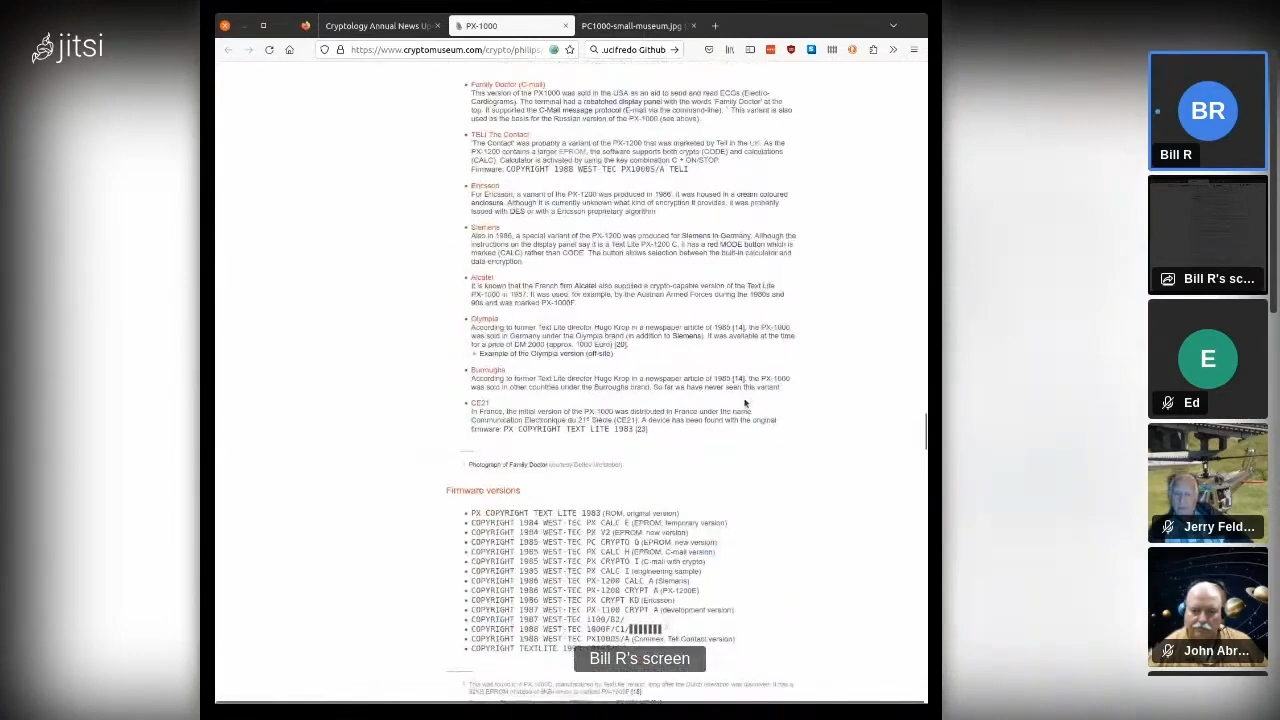 jitsi
Cryptology Annual News Up
PX-1000
PC1000-small-museum.jpg
https://www.cryptomuseum.com/crypto/philips
.ucifredo Github
Family Doctor (C-mail)
This version of the PX1000 was sold in the USA as an aid to send and read ECGs (Electro-
Cardiograms). The terminal had a rebatched display panel with the words 'Family Doctor' at the
top. It supported the C-Mail message protocol (E-mail via the command-line). 1 This variant is also
used as the basis for the Russian version of the PX-1000 (see above).
TELI The Contact
'The Contact' was probably a variant of the PX-1200 that was marketed by Teli in the UK. As the
PX-1200 contains a larger EPROM, the software supports both crypto (CODE) and calculations
(CALC). Calculator is activated by using the key combination C + ON/STOP.
Firmware: COPYRIGHT 1988 WEST-TEC PX1000S/A TELI
Ericsson
For Ericsson, a variant of the PX-1200 was produced in 1986. It was housed in a cream coloured
enclosure. Although it is currently unknown what kind of encryption it provides, it was probably
issued with DES or with a Ericsson proprietary algorithm
Siemens
Also in 1986, a special variant of the PX-1200 was produced for Siemens in Germany. Although the
instructions on the display panel say it is a Text Lite PX-1200 C, it has a red MODE button which is
marked (CALC) rather than CODE. The button allows selection between the built-in calculator and
data encryption.
Alcatel
It is known that the French firm Alcatel also supplied a crypto-capable version of the Text Lite
PX-1000 in 1987. It was used, for example, by the Austrian Armed Forces during the 1980s and
90s and was marked PX-1000F.
Olympia
According to former Text Lite director Hugo Krop in a newspaper article of 1985 [14], the PX-1000
was sold in Germany under the Olympia brand (in addition to Siemens). It was available at the time
for a price of DM 2000 (approx. 1000 Euro) [20].
Example of the Olympia version (off-site)
Burroughs
According to former Text Lite director Hugo Krop in a newspaper article of 1985 [14], the PX-1000
was sold in other countries under the Burroughs brand. So far we have never seen this variant
CE21
In France, the initial version of the PX-1000 was distributed in France under the name
Communication Electronique du 21e Siècle (CE21). A device has been found with the original
firmware: PX COPYRIGHT TEXT LITE 1983 [23]
Photograph of Family Doctor courtesy
Firmware versions
PX COPYRIGHT TEXT LITE 1983 (ROM, original version)
COPYRIGHT 1984 WEST-TEC PX CALC E (EPROM, temporary version)
COPYRIGHT 1984 WEST-TEC PX V2 (EPROM, new version)
COPYRIGHT 1985 WEST-TEC PC CRYPTO G (EPROM, new version)
COPYRIGHT 1985 WEST-TEC PX CALC H (EPROM, C-mail version)
COPYRIGHT 1985 WEST-TEC PX CRYPTO I (C-mail with crypto)
COPYRIGHT 1985 WEST-TEC PX CALC I (engineering sample)
COPYRIGHT 1986 WEST-TEC PX-1200 CALC A (Siemens)
COPYRIGHT 1986 WEST-TEC PX-1200 CRYPT A (PX-1200E)
COPYRIGHT 1986 WEST-TEC PX CRYPT KD (Ericsson)
COPYRIGHT 1987 WEST-TEC PX-1100 CRYPT A (development version)
COPYRIGHT 1987 WEST-TEC 1100/B2/
COPYRIGHT 1988 WEST-TEC 1000F/C1/
COPYRIGHT 1988 WEST-TEC PX1000S/A (Commex, Teli Contact version)
COPYRIGHT TEXTLITE
Bill R's screen
BR
Bill R
Bill R's sc...
E
Ed
Jerry Feld...
John Abr...